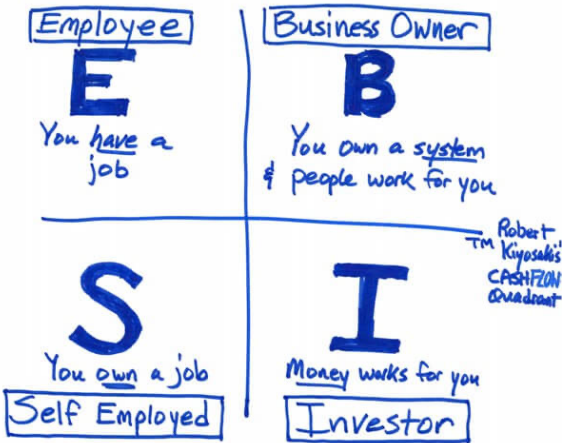 Employee
E
You have a
job
Business Owner
B
You own a system
& people work for you
TM Robert
Kiyosaki's
CASHFLOW
Quadrant
S
You own a job
Self Employed
I
Money works for you
Investor